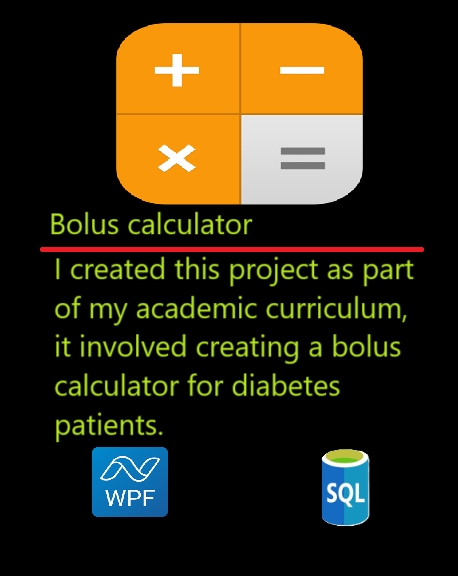 Bolus calculator
I created this project as part
of my academic curriculum,
it involved creating a bolus
calculator for diabetes
patients.
WPF
SQL